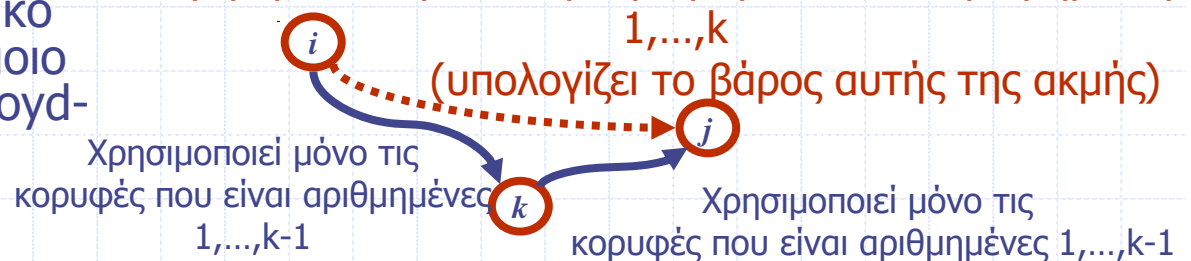 κό
1,...,k
i
(υπολογίζει το βάρος αυτής της ακμής)
j
Χρησιμοποιεί μόνο τις
κορυφές που είναι αριθμημένες
1,...,k-1
k
Χρησιμοποιεί μόνο τις
κορυφές που είναι αριθμημένες 1,...,k-1